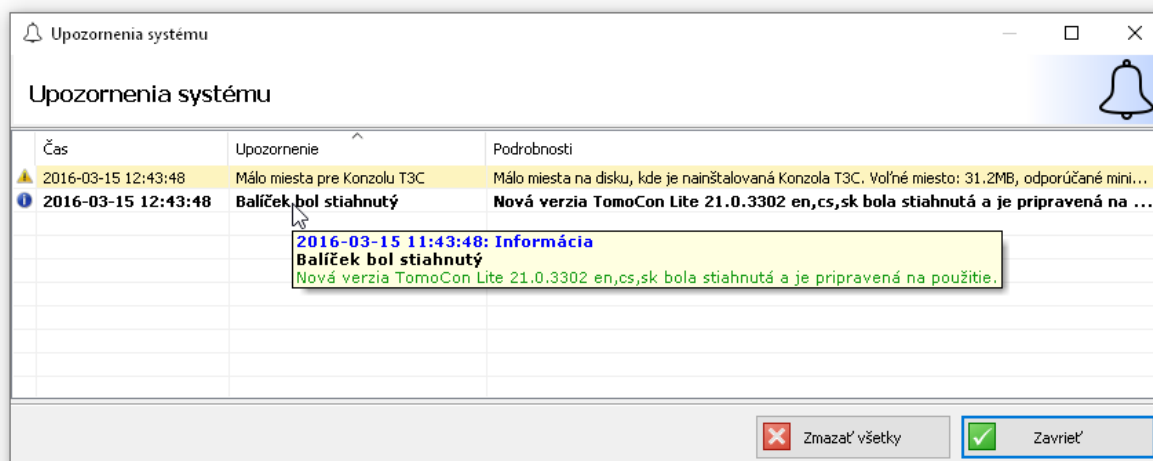 Upozornenia systému
Upozornenia systému
Čas Upozornenie Podrobnosti
2016-03-15 12:43:48 Málo miesta pre Konzolu T3C Málo miesta na disku, kde je nainštalovaná Konzola T3C. Voľné miesto: 31.2MB, odporúčané mini...
2016-03-15 12:43:48 Balíček bol stiahnutý Nová verzia TomoCon Lite 21.0.3302 en,cs,sk bola stiahnutá a je pripravená na ...
2016-03-15 11:43:48: Informácia
Balíček bol stiahnutý
Nová verzia TomoCon Lite 21.0.3302 en,cs,sk bola stiahnutá a je pripravená na použitie.
Zmazať všetky Zavrieť